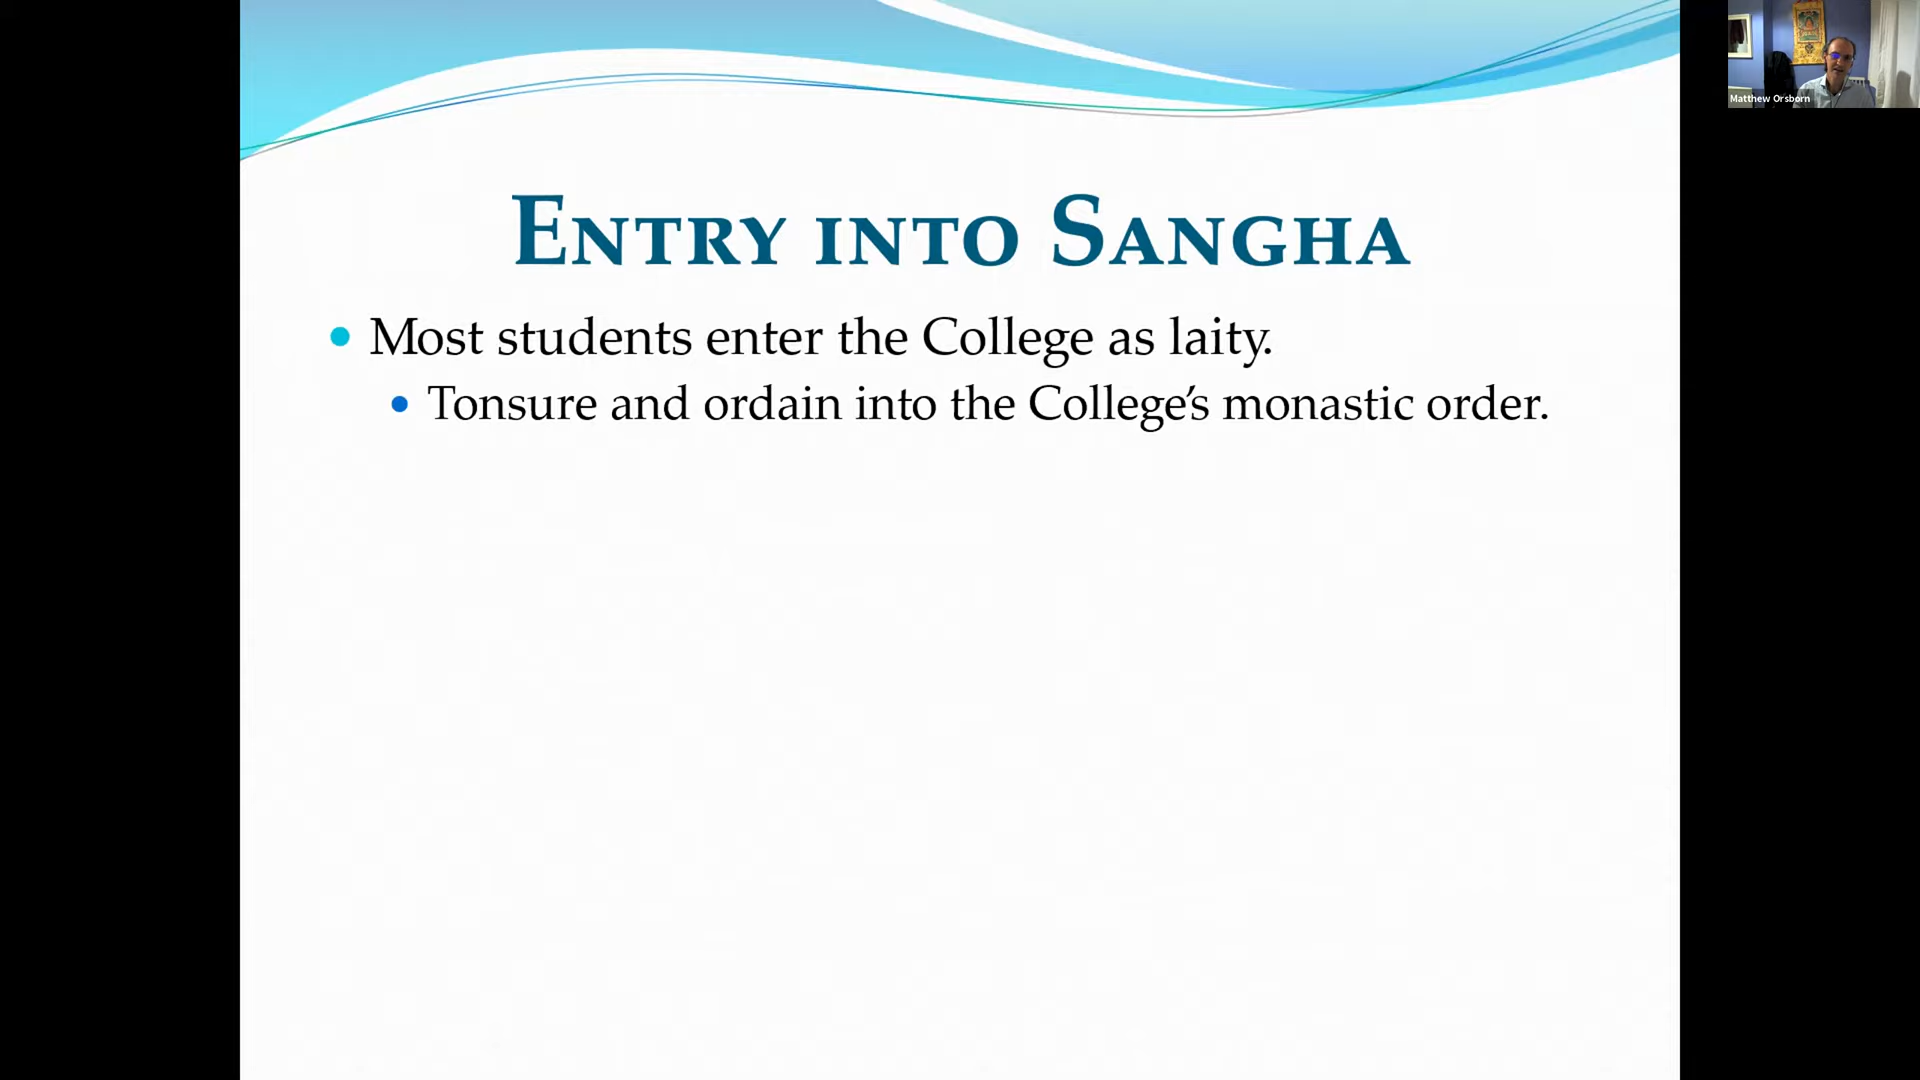 Matthew Orsborn
Entry into Sangha
Most students enter the College as laity.
Tonsure and ordain into the College's monastic order.